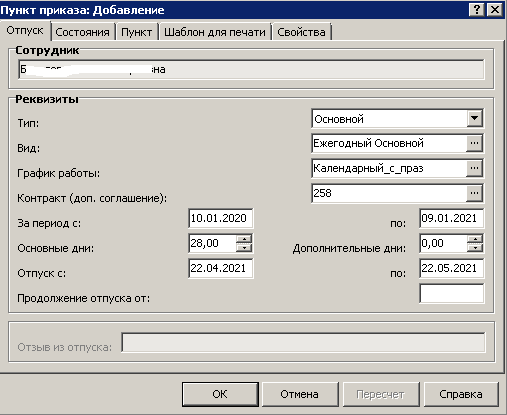 Пункт приказа: Добавление
Отпуск Состояния Пункт Шаблон для печати Свойства
Сотрудник
Реквизиты
Тип: Основной
Вид: Ежегодный Основной ...
График работы: Календарный_с_праз ...
Контракт (доп. соглашение): 258 ...
За период с: 10.01.2020 по: 09.01.2021
Основные дни: 28,00 Дополнительные дни: 0,00
Отпуск с: 22.04.2021 по: 22.05.2021
Продолжение отпуска от:
Отзыв из отпуска:
ОК Отмена Пересчет Справка